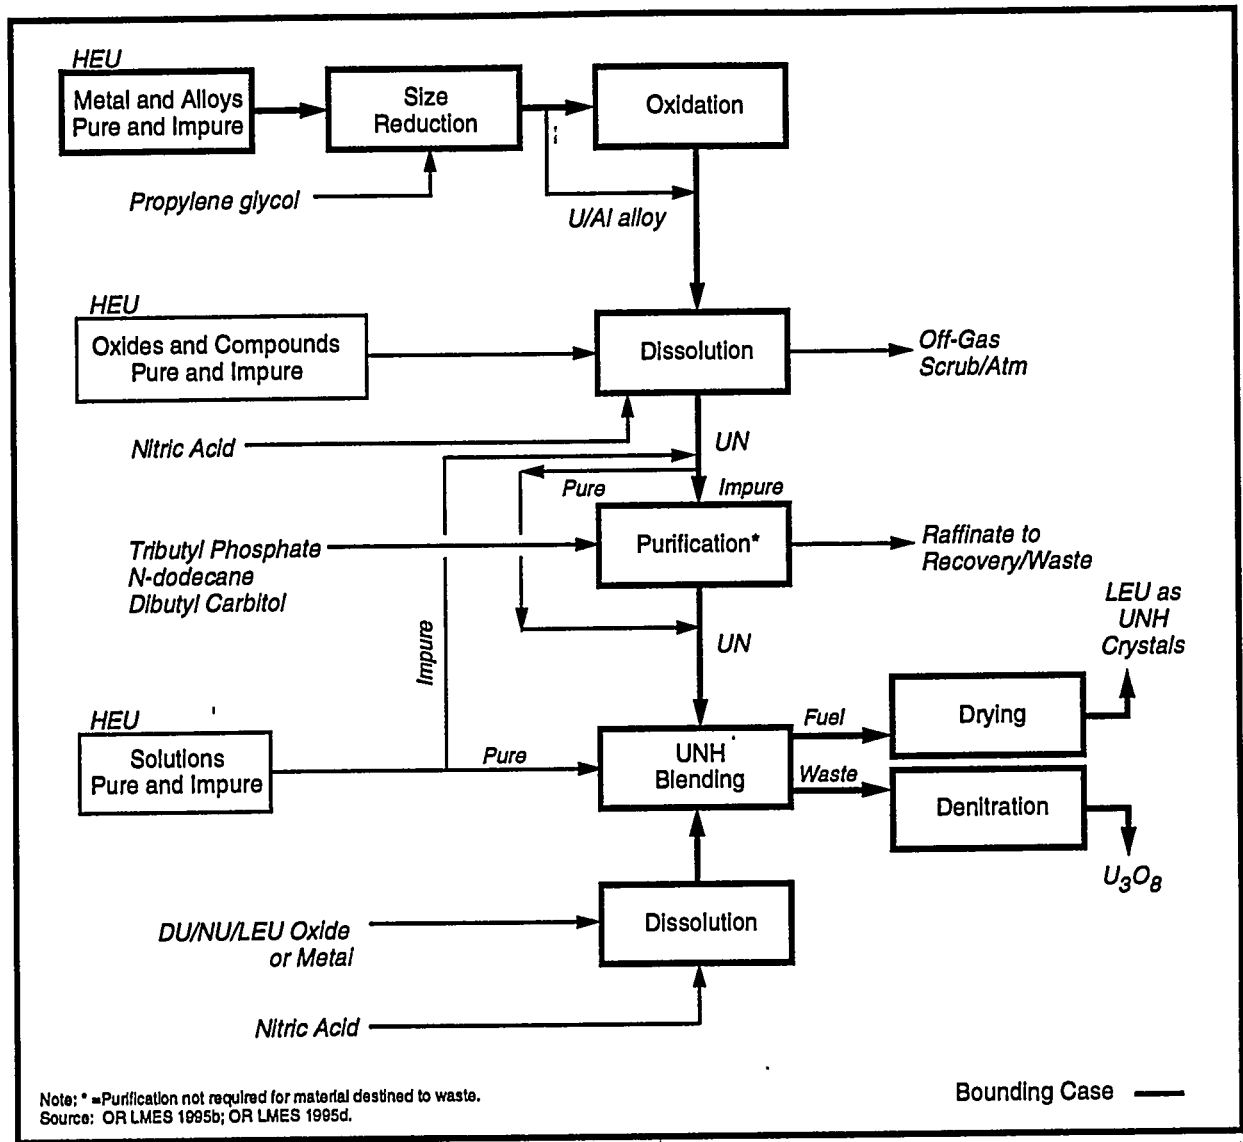 HEU
Metal and Alloys
Pure and Impure
Size
Reduction
Oxidation
Propylene glycol
U/Al alloy
HEU
Oxides and Compounds
Pure and Impure
Dissolution
Off-Gas
Scrub/Atm
Nitric Acid
UN
Pure
Impure
Tributyl Phosphate
N-dodecane
Dibutyl Carbitol
Purification*
Raffinate to
Recovery/Waste
LEU as
UNH
Crystals
Impure
UN
HEU
Solutions
Pure and Impure
Pure
UNH
Blending
Fuel
Drying
Waste
Denitration
U3O8
DU/NU/LEU Oxide
or Metal
Dissolution
Nitric Acid
Note: * =Purification not required for material destined to waste.
Source: OR LMES 1995b; OR LMES 1995d.
Bounding Case